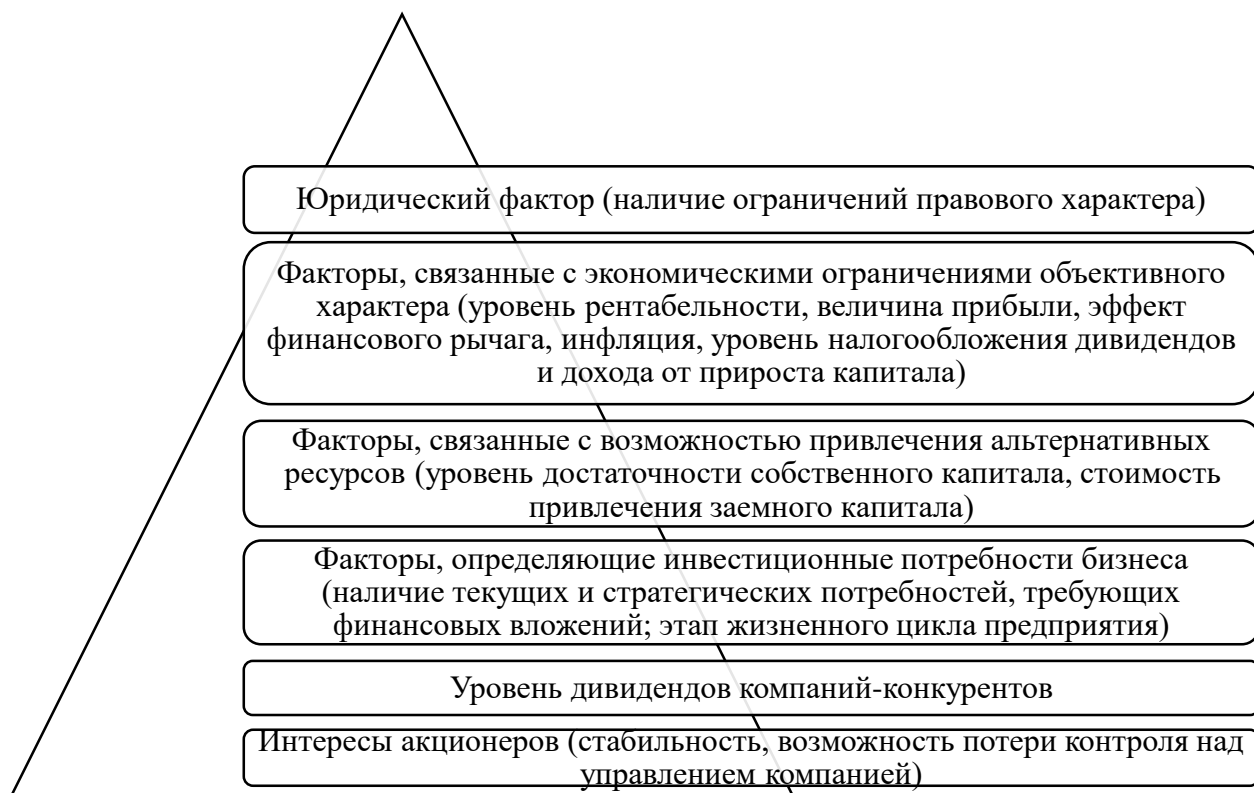 Юридический фактор (наличие ограничений правового характера)
Факторы, связанные с экономическими ограничениями объективного
характера (уровень рентабельности, величина прибыли, эффект
финансового рычага, инфляция, уровень налогообложения дивидендов
и дохода от прироста капитала)
Факторы, связанные с возможностью привлечения альтернативных
ресурсов (уровень достаточности собственного капитала, стоимость
привлечения заемного капитала)
Факторы, определяющие инвестиционные потребности бизнеса
(наличие текущих и стратегических потребностей, требующих
финансовых вложений; этап жизненного цикла предприятия)
Уровень дивидендов компаний-конкурентов
Интересы акционеров (стабильность, возможность потери контроля над
управлением компанией)